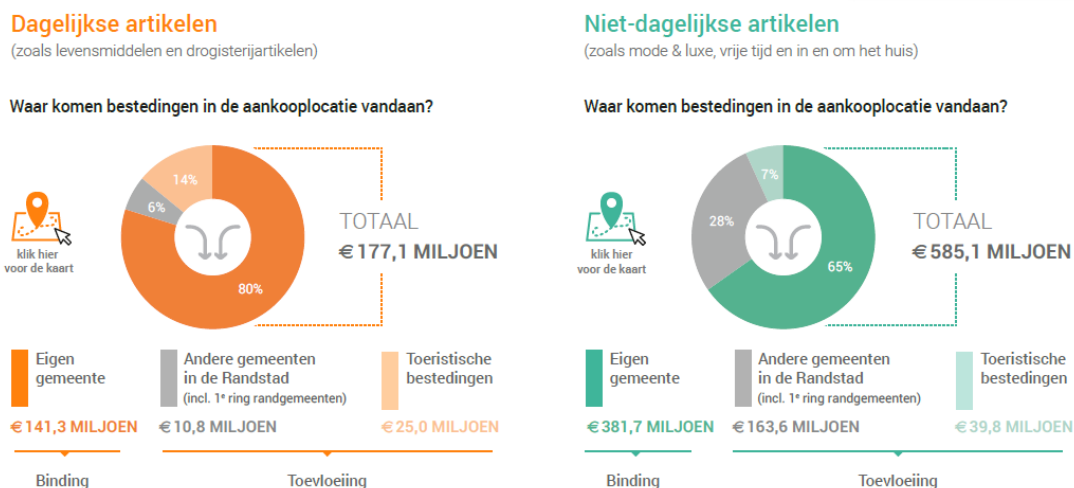 Dagelijkse artikelen
(zoals levensmiddelen en drogisterijartikelen)
Waar komen bestedingen in de aankooplocatie vandaan?
14%
6%
80%
klik hier
voor de kaart
TOTAAL
€ 177,1 MILJOEN
Eigen
gemeente
€ 141,3 MILJOEN
Andere gemeenten
in de Randstad
(incl. 1e ring randgemeenten)
€ 10,8 MILJOEN
Toeristische
bestedingen
€ 25,0 MILJOEN
Binding
Toevloeiing
Niet-dagelijkse artikelen
(zoals mode & luxe, vrije tijd en in en om het huis)
Waar komen bestedingen in de aankooplocatie vandaan?
7%
28%
65%
klik hier
voor de kaart
TOTAAL
€ 585,1 MILJOEN
Eigen
gemeente
€ 381,7 MILJOEN
Andere gemeenten
in de Randstad
(incl. 1e ring randgemeenten)
€ 163,6 MILJOEN
Toeristische
bestedingen
€ 39,8 MILJOEN
Binding
Toevloeiing